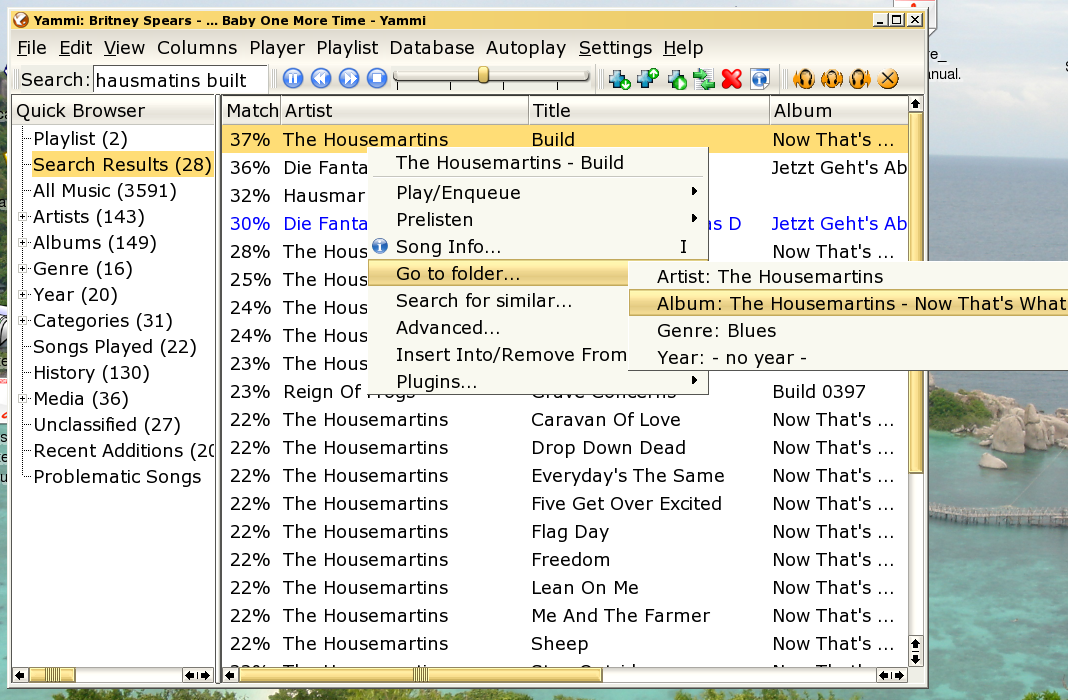 Yammi: Britney Spears - ... Baby One More Time - Yammi
File Edit View Columns Player Playlist Database Autoplay Settings Help
Search: hausmatins built
Quick Browser
Playlist (2)
Search Results (28)
All Music (3591)
Artists (143)
Albums (149)
Genre (16)
Year (20)
Categories (31)
Songs Played (22)
History (130)
Media (36)
Unclassified (27)
Recent Additions (20
Problematic Songs
Match Artist Title Album
37% The Housemartins Build Now That's ...
36% Die Fanta Jetzt Geht's Ab
32% Hausmar
30% Die Fanta as D Jetzt Geht's Ab
28% The Hous Now That's ...
25% The Hous
24% The Hous
24% The Hous
23% The Hous
23% Reign Of Frogs Grave Concerns Build 0397
22% The Housemartins Caravan Of Love Now That's ...
22% The Housemartins Drop Down Dead Now That's ...
22% The Housemartins Everyday's The Same Now That's ...
22% The Housemartins Five Get Over Excited Now That's ...
22% The Housemartins Flag Day Now That's ...
22% The Housemartins Freedom Now That's ...
22% The Housemartins Lean On Me Now That's ...
22% The Housemartins Me And The Farmer Now That's ...
22% The Housemartins Sheep Now That's ...
The Housemartins - Build
Play/Enqueue
Prelisten
Song Info... I
Go to folder...
Search for similar...
Advanced...
Insert Into/Remove From
Plugins...
Artist: The Housemartins
Album: The Housemartins - Now That's What
Genre: Blues
Year: - no year -
re_
anual.